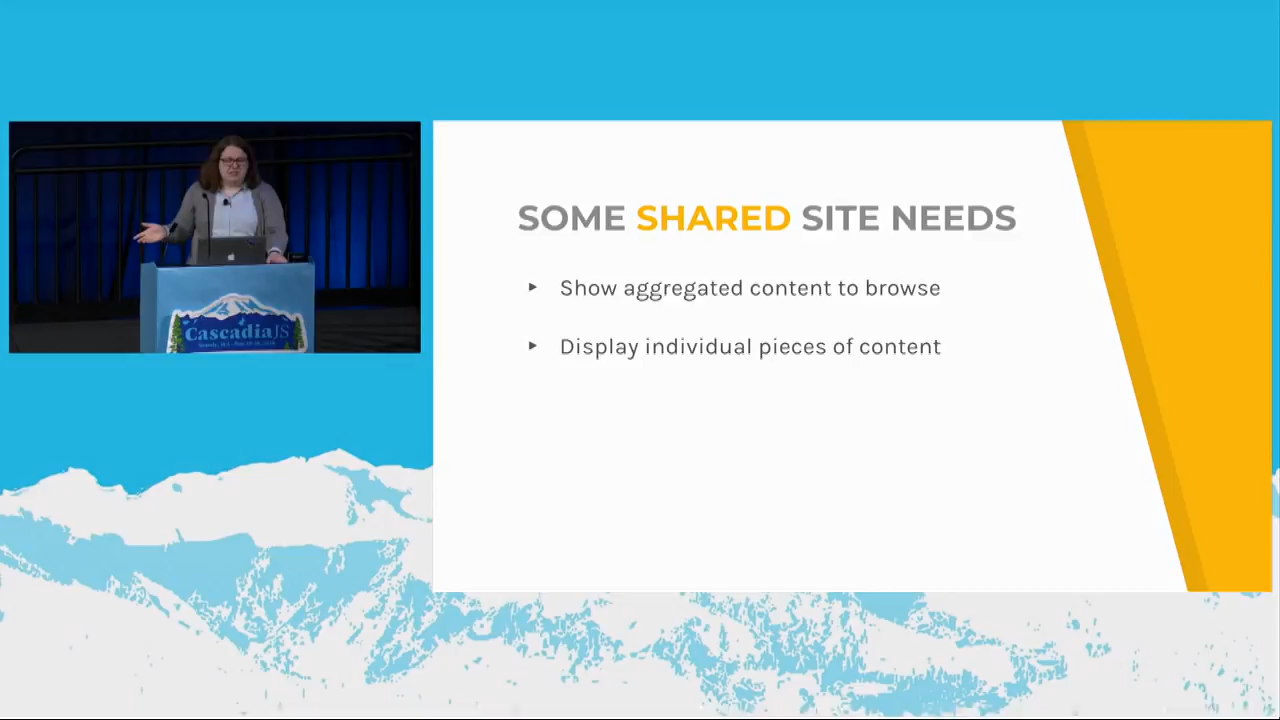 CascadiaJS
SOME SHARED SITE NEEDS
▸ Show aggregated content to browse
▸ Display individual pieces of content